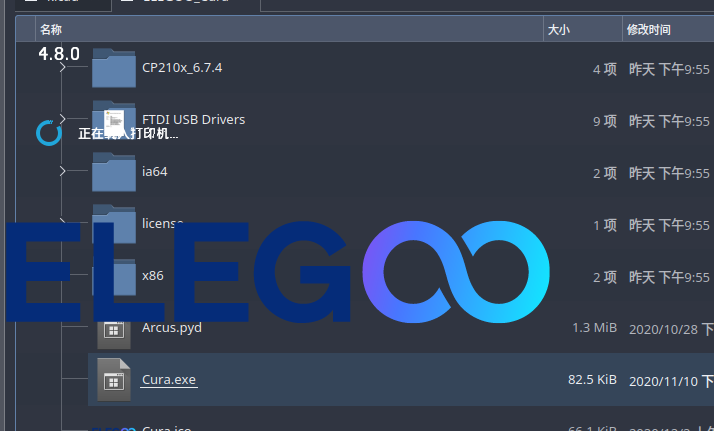 名称 大小 修改时间
4.8.0
CP210x_6.7.4 4 项 昨天 下午9:55
FTDI USB Drivers 9 项 昨天 下午9:55
正在载入打印机...
ia64 2 项 昨天 下午9:55
license 1 项 昨天 下午9:55
ELEGOO
x86 2 项 昨天 下午9:55
Arcus.pyd 1.3 MiB 2020/10/28 下
Cura.exe 82.5 KiB 2020/11/10 下